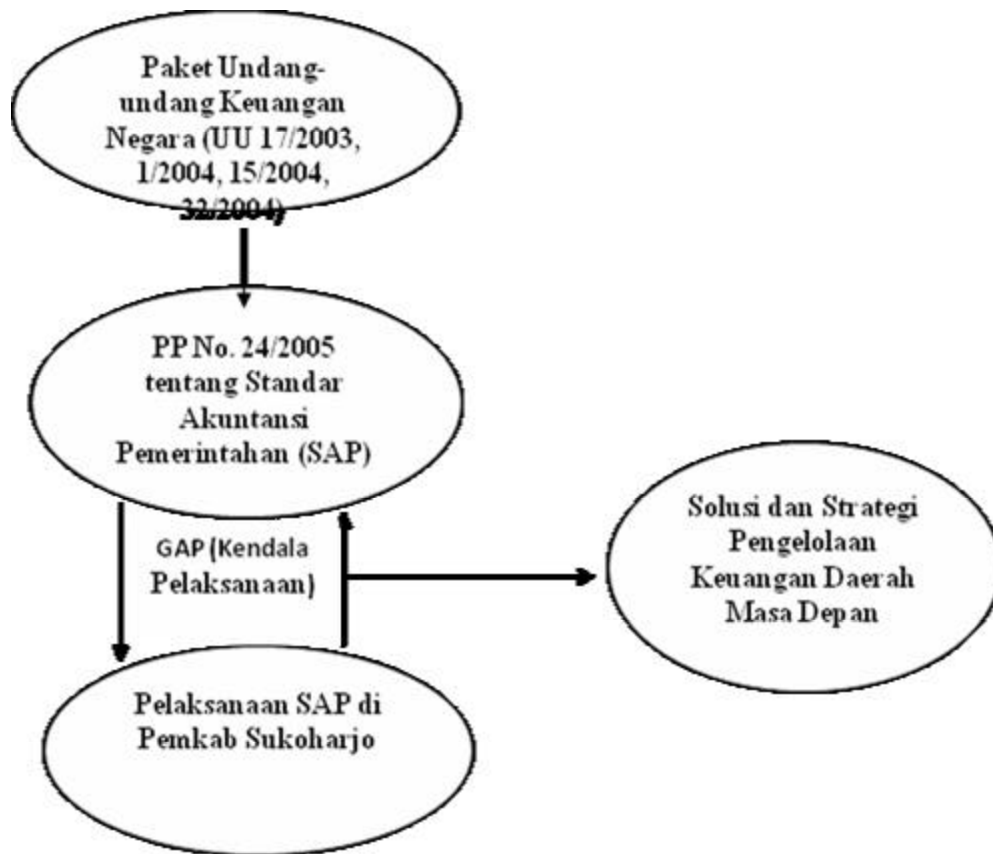 Paket Undang-
undang Keuangan
Negara (UU 17/2003,
1/2004, 15/2004,
32/2004)
PP No. 24/2005
tentang Standar
Akuntansi
Pemerintahan (SAP)
GAP (Kendala
Pelaksanaan)
Solusi dan Strategi
Pengelolaan
Keuangan Daerah
Masa Depan
Pelaksanaan SAP di
Pemkab Sukoharjo